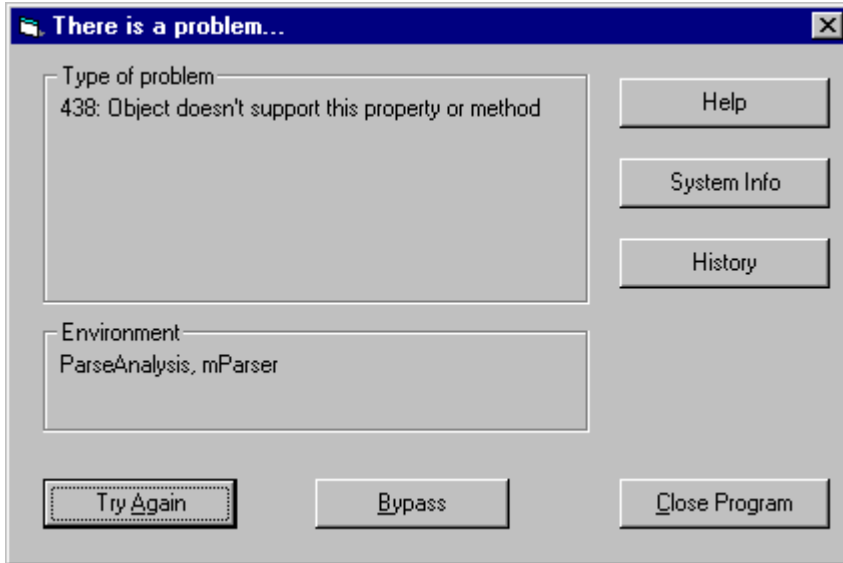 There is a problem...
Type of problem
438: Object doesn't support this property or method
Help
System Info
History
Environment
ParseAnalysis, mParser
Try Again
Bypass
Close Program